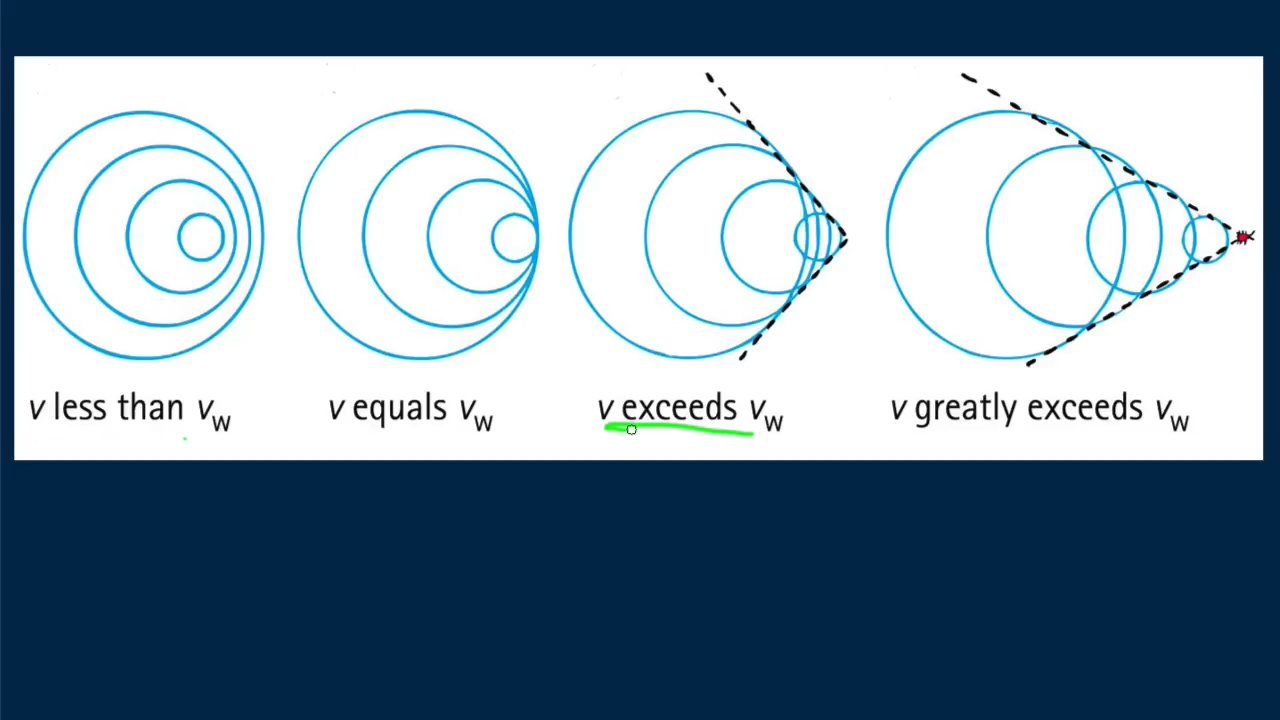 v less than vw
v equals vw
v exceeds vw
v greatly exceeds vw